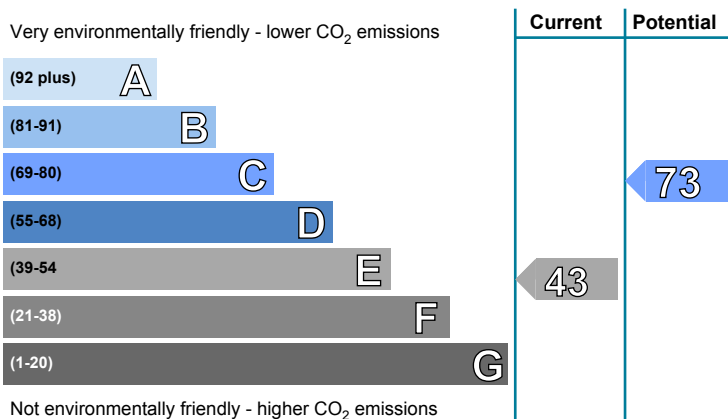 Current Potential
Very environmentally friendly - lower CO2 emissions
(92 plus) A
(81-91) B
(69-80) C
73
(55-68) D
(39-54 E
43
(21-38) F
(1-20) G
Not environmentally friendly - higher CO2 emissions